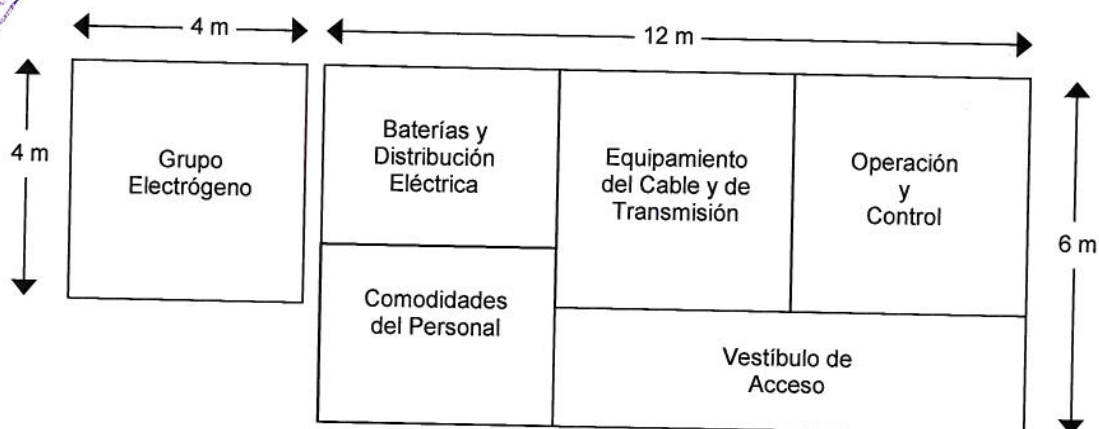 4 m
12 m
4 m
Grupo
Electrógeno
Baterías y
Distribución
Eléctrica
Equipamiento
del Cable y de
Transmisión
Operación
y
Control
6 m
Comodidades
del Personal
Vestíbulo de
Acceso